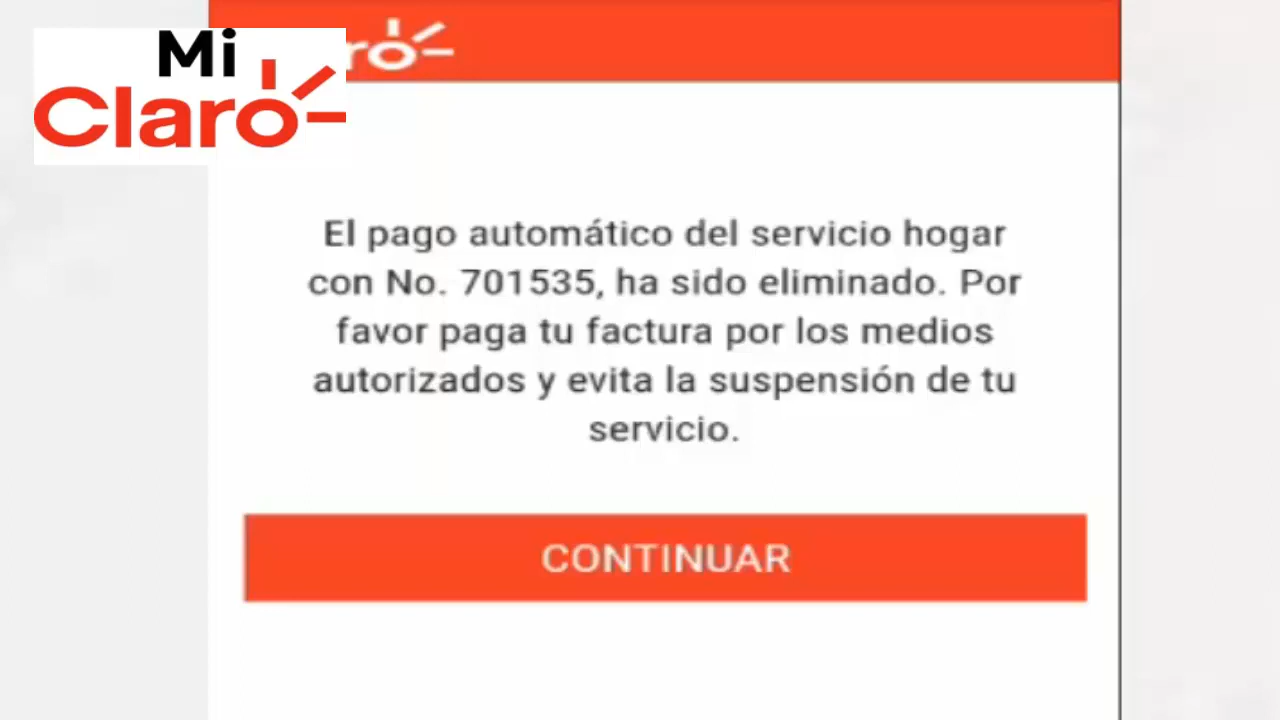 Mi
Claro
ro
El pago automático del servicio hogar
con No. 701535, ha sido eliminado. Por
favor paga tu factura por los medios
autorizados y evita la suspensión de tu
servicio.
CONTINUAR